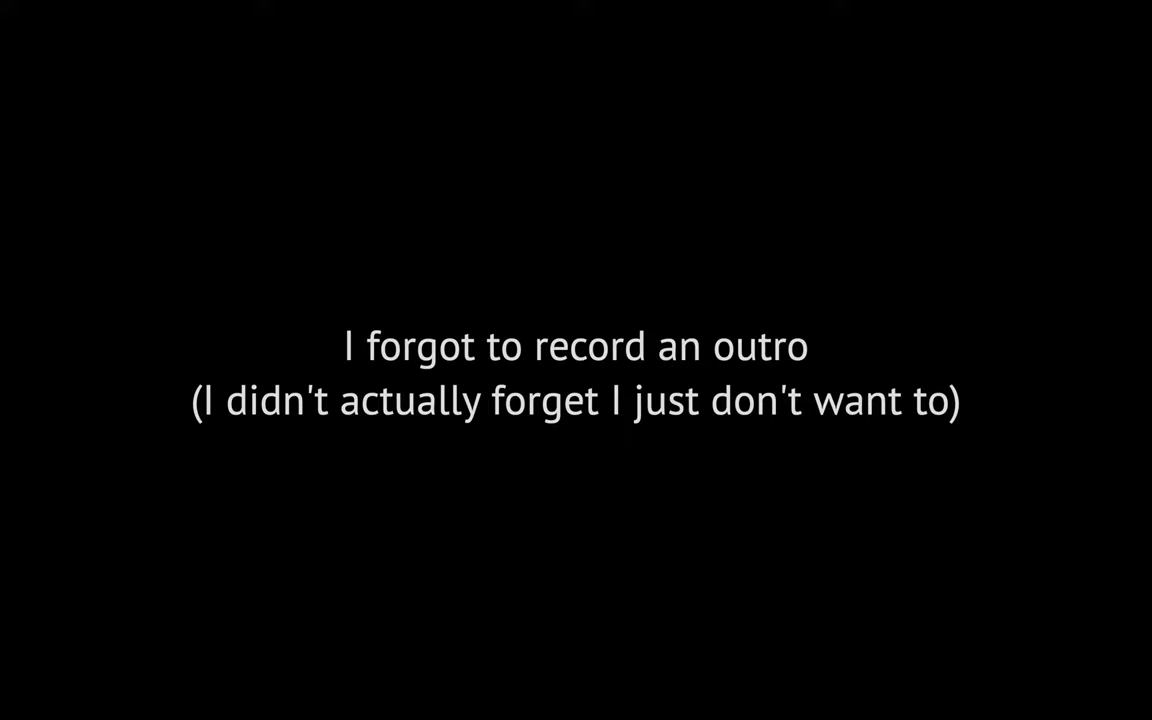 I forgot to record an outro
(I didn't actually forget I just don't want to)